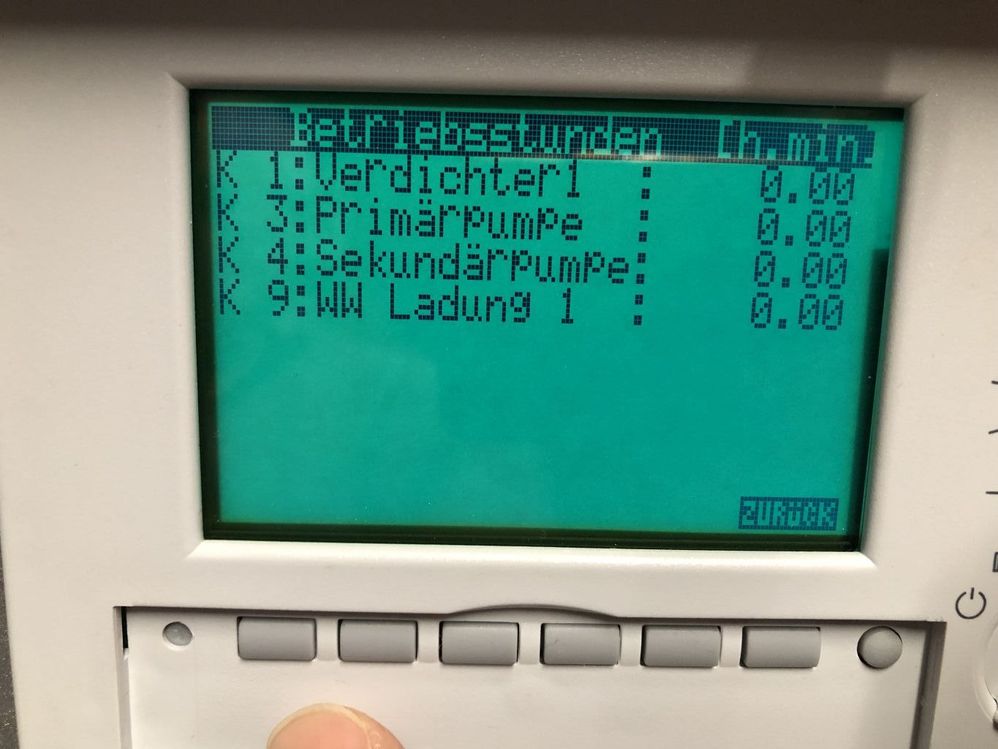 Betriebsstunden [h.min]
K 1:Verdichter1 : 0.00
K 3:Primärpumpe : 0.00
K 4:Sekundärpumpe: 0.00
K 9:WW Ladung 1 : 0.00
ZURÜCK